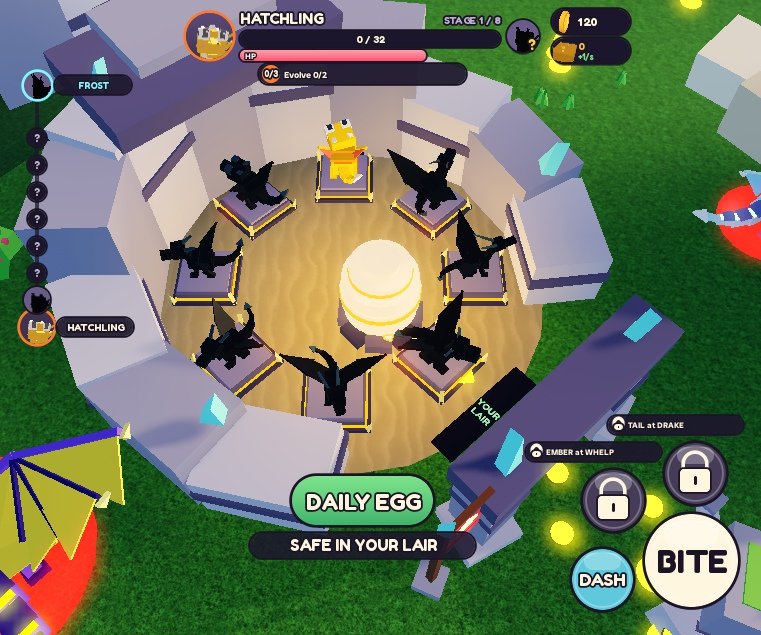 HATCHLING
STAGE 1 / 8
0 / 32
HP
0/3 Evolve 0/2
?
120
0
+1/s
FROST
?
?
?
?
?
?
HATCHLING
YOUR
LAIR
TAIL at DRAKE
EMBER at WHELP
DAILY EGG
SAFE IN YOUR LAIR
BITE
DASH